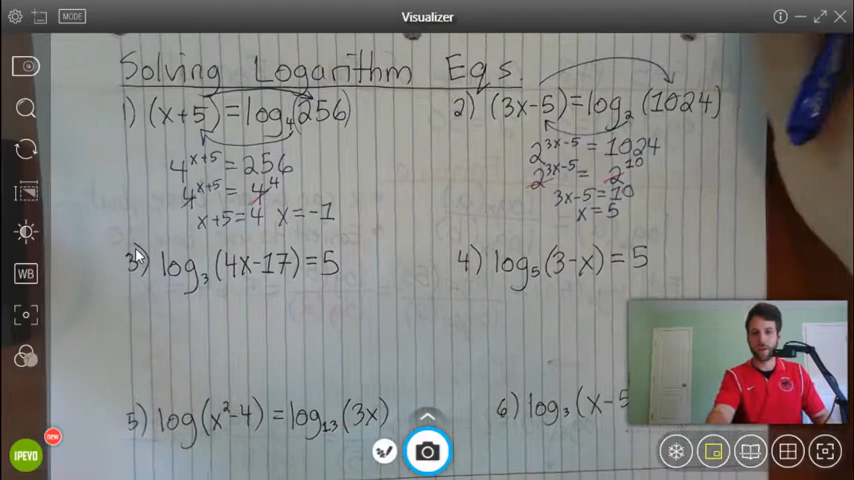 MODE
Visualizer
Solving Logarithm Eqs.
1) (x+5) = log₄(256)
4^(x+5) = 256
4^(x+5) = 4^4
x+5 = 4 x = -1
2) (3x-5) = log₂(1024)
2^(3x-5) = 1024
2^(3x-5) = 2^10
3x-5 = 10
x = 5
3) log₃(4x-17) = 5
4) log₅(3-x) = 5
5) log(x²-4) = log₁₃(3x)
6) log₃(x-5
WB
new
IPEVO